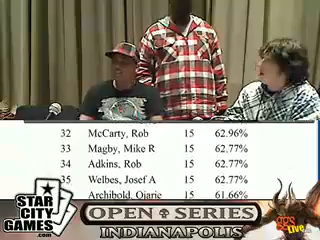 32 McCarty, Rob 15 62.96%
33 Magby, Mike R 15 62.77%
34 Adkins, Rob 15 62.77%
35 Welbes, Josef A 15 62.77%
Archibold, Ojarie 15 61.66%
STAR
CITY
GAMES
.COM
OPEN SERIES
INDIANAPOLIS
Live